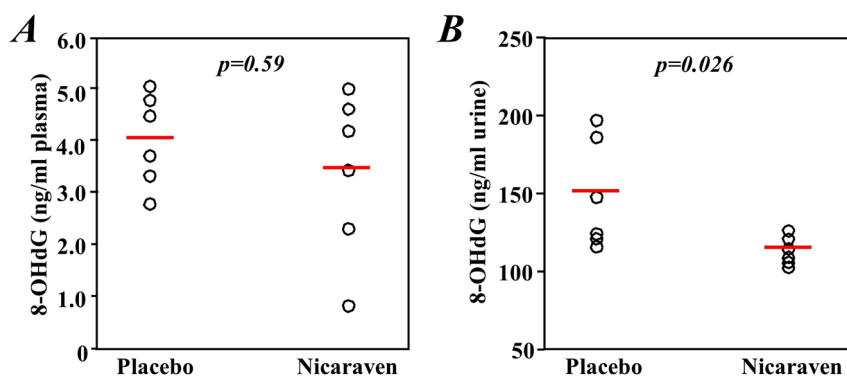 A
8-OHdG (ng/ml plasma)
6.0
5.0
4.0
3.0
2.0
1.0
0
p=0.59
Placebo
Nicaraven
B
8-OHdG (ng/ml urine)
250
200
150
100
50
p=0.026
Placebo
Nicaraven